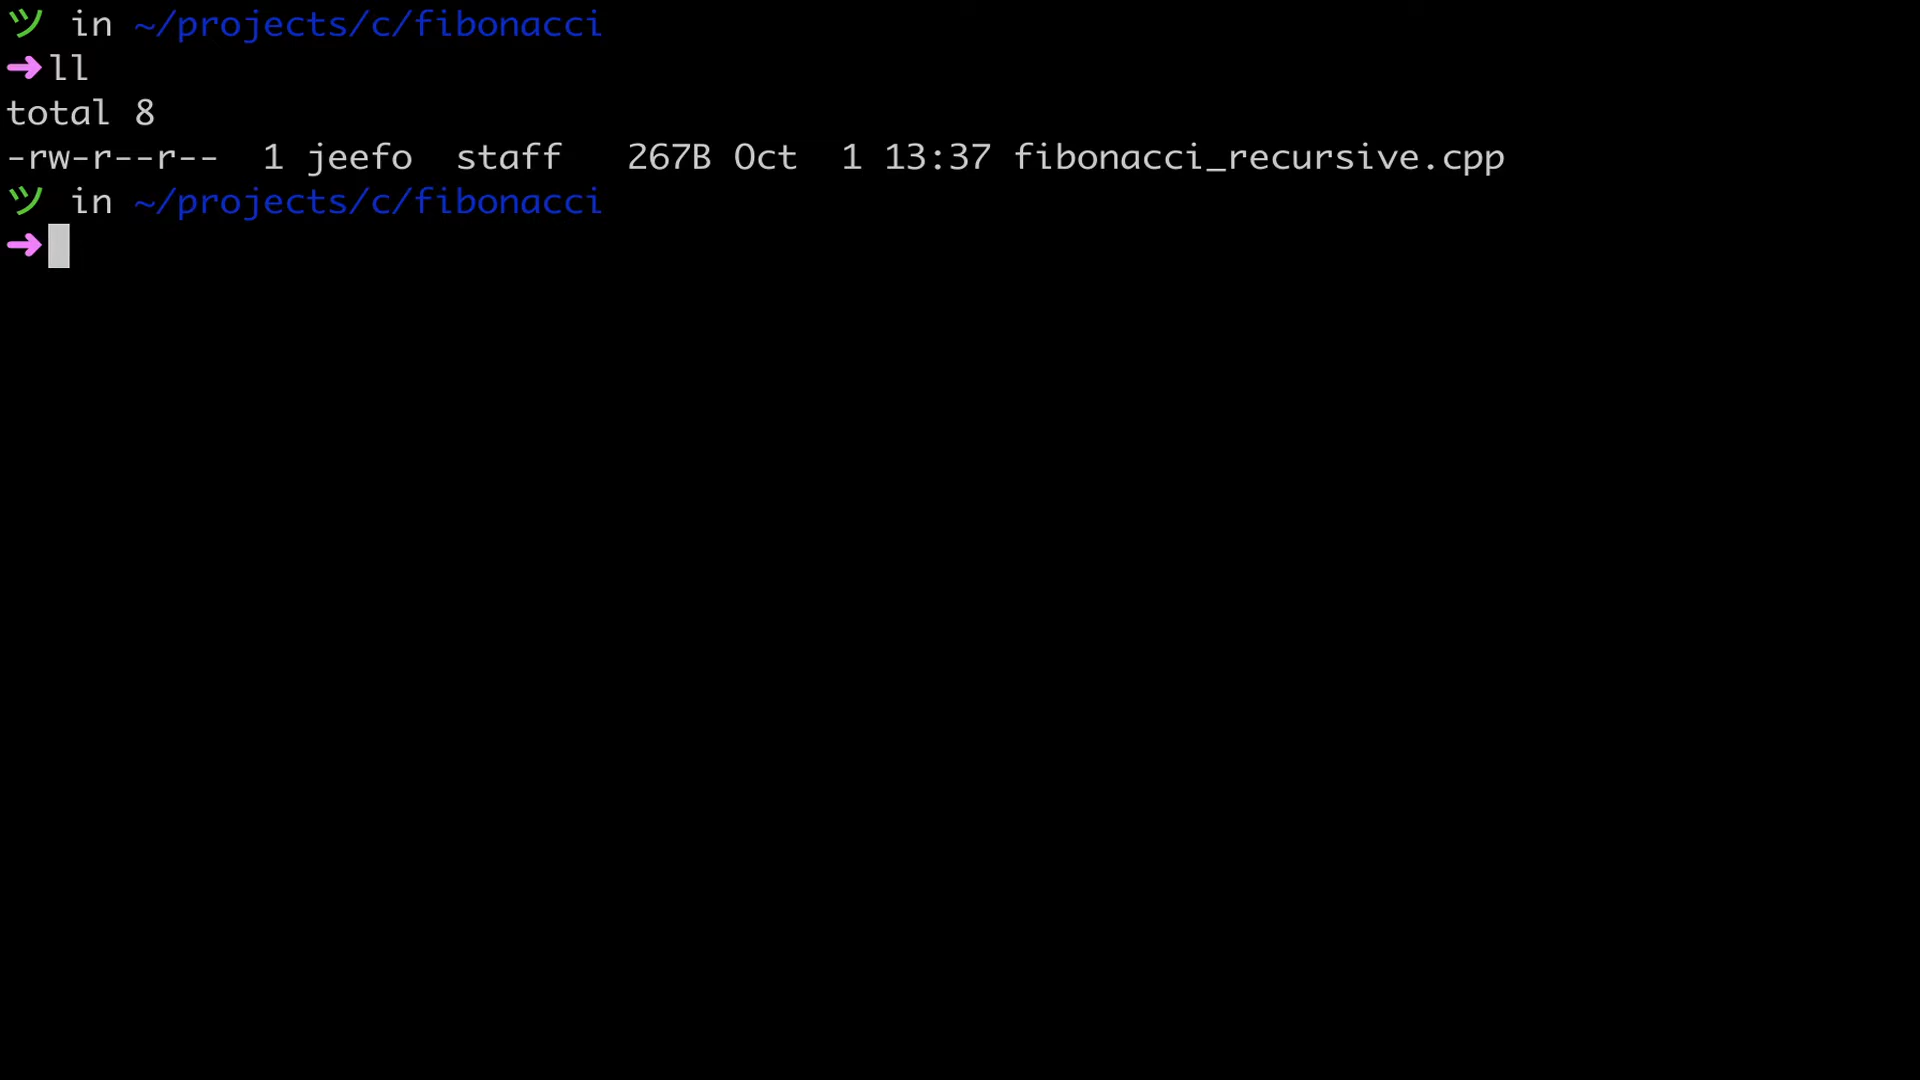 ツ in ~/projects/c/fibonacci
➜ ll
total 8
-rw-r--r--  1 jeefo  staff   267B Oct  1 13:37 fibonacci_recursive.cpp
ツ in ~/projects/c/fibonacci
➜